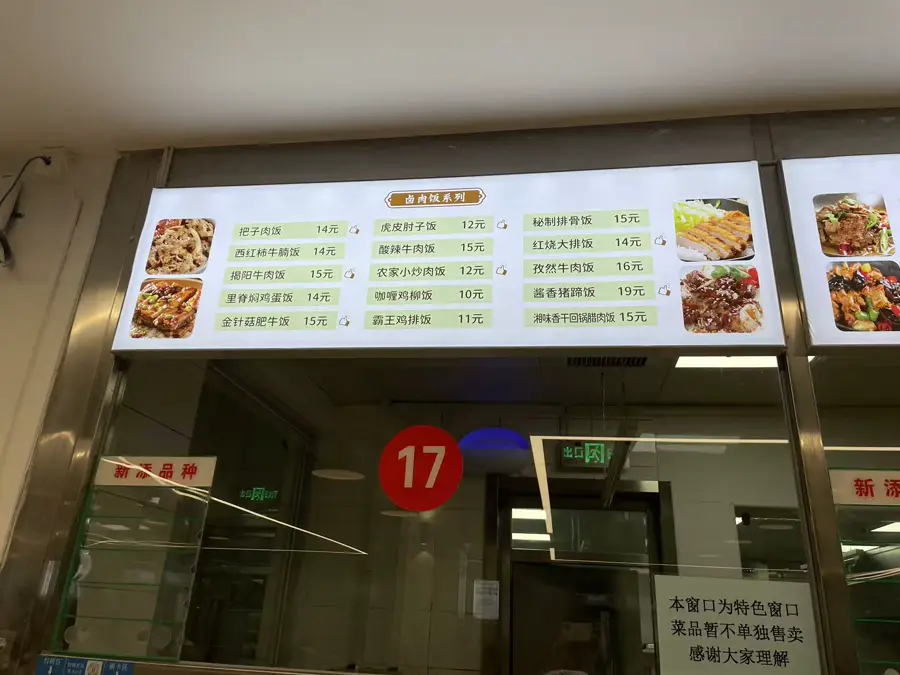 卤肉饭系列
把子肉饭 14元
西红柿牛腩饭 14元
揭阳牛肉饭 15元
里脊焖鸡蛋饭 14元
金针菇肥牛饭 15元
虎皮肘子饭 12元
酸辣牛肉饭 15元
农家小炒肉饭 12元
咖喱鸡柳饭 10元
霸王鸡排饭 11元
秘制排骨饭 15元
红烧大排饭 14元
孜然牛肉饭 16元
酱香猪蹄饭 19元
湘味香干回锅腊肉饭 15元
17
新添品种
新添
出口
本窗口为特色窗口
菜品暂不单独售卖
感谢大家理解